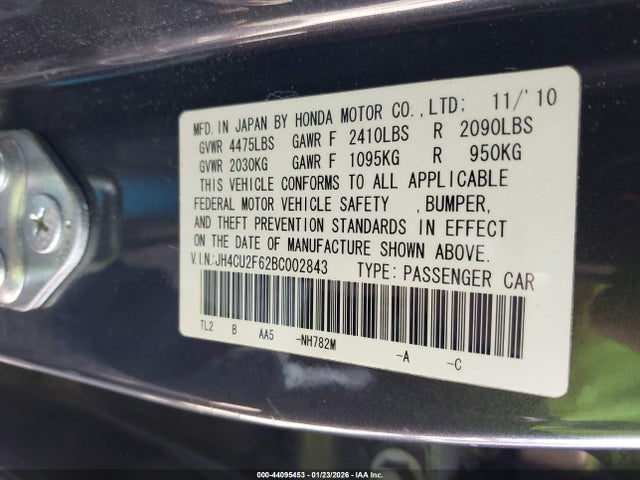 MFD. IN JAPAN BY HONDA MOTOR CO., LTD; 11/'10
GVWR 4475LBS GAWR F 2410LBS R 2090LBS
GVWR 2030KG GAWR F 1095KG R 950KG
THIS VEHICLE CONFORMS TO ALL APPLICABLE
FEDERAL MOTOR VEHICLE SAFETY ,BUMPER,
AND THEFT PREVENTION STANDARDS IN EFFECT
ON THE DATE OF MANUFACTURE SHOWN ABOVE.
V.I.N:JH4CU2F62BC002843 TYPE: PASSENGER CAR
TL2 B AA5 -NH782M -A -C
000-44095453 - 01/23/2026 - IAA Inc.